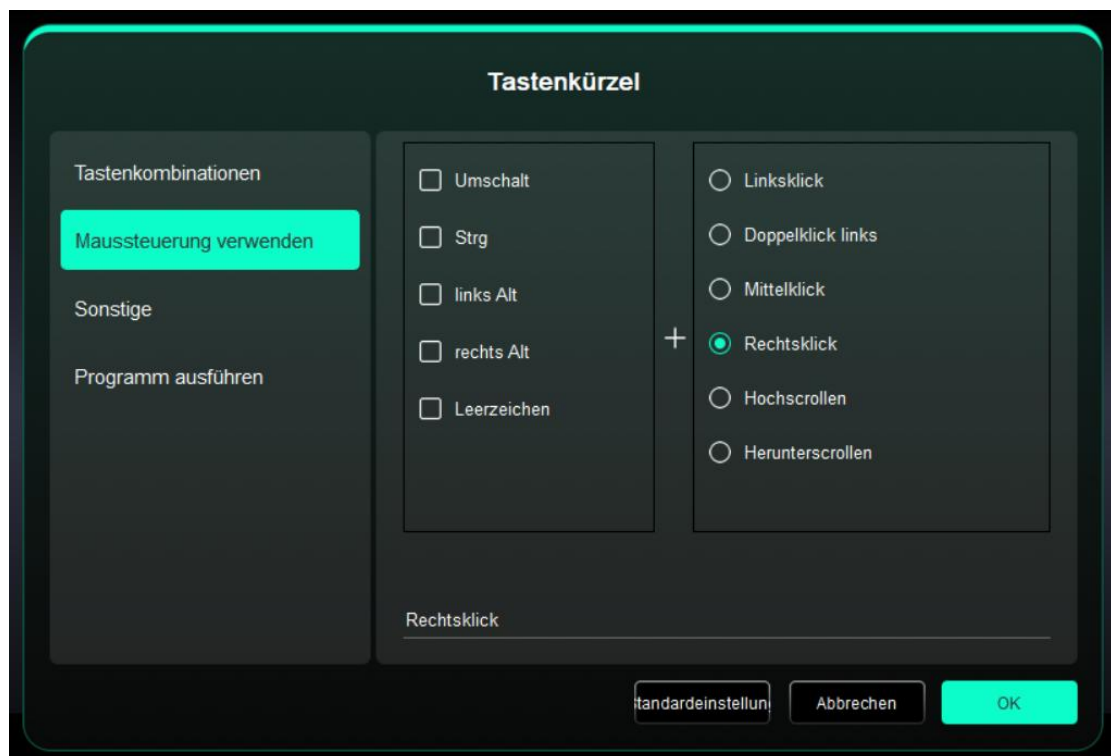 Tastenkürzel
Tastenkombinationen
Maussteuerung verwenden
Sonstige
Programm ausführen
Umschalt
Strg
links Alt
rechts Alt
Leerzeichen
+
Linksklick
Doppelklick links
Mittelklick
Rechtsklick
Hochscrollen
Herunterscrollen
Rechtsklick
tandardeinstellun
Abbrechen
OK